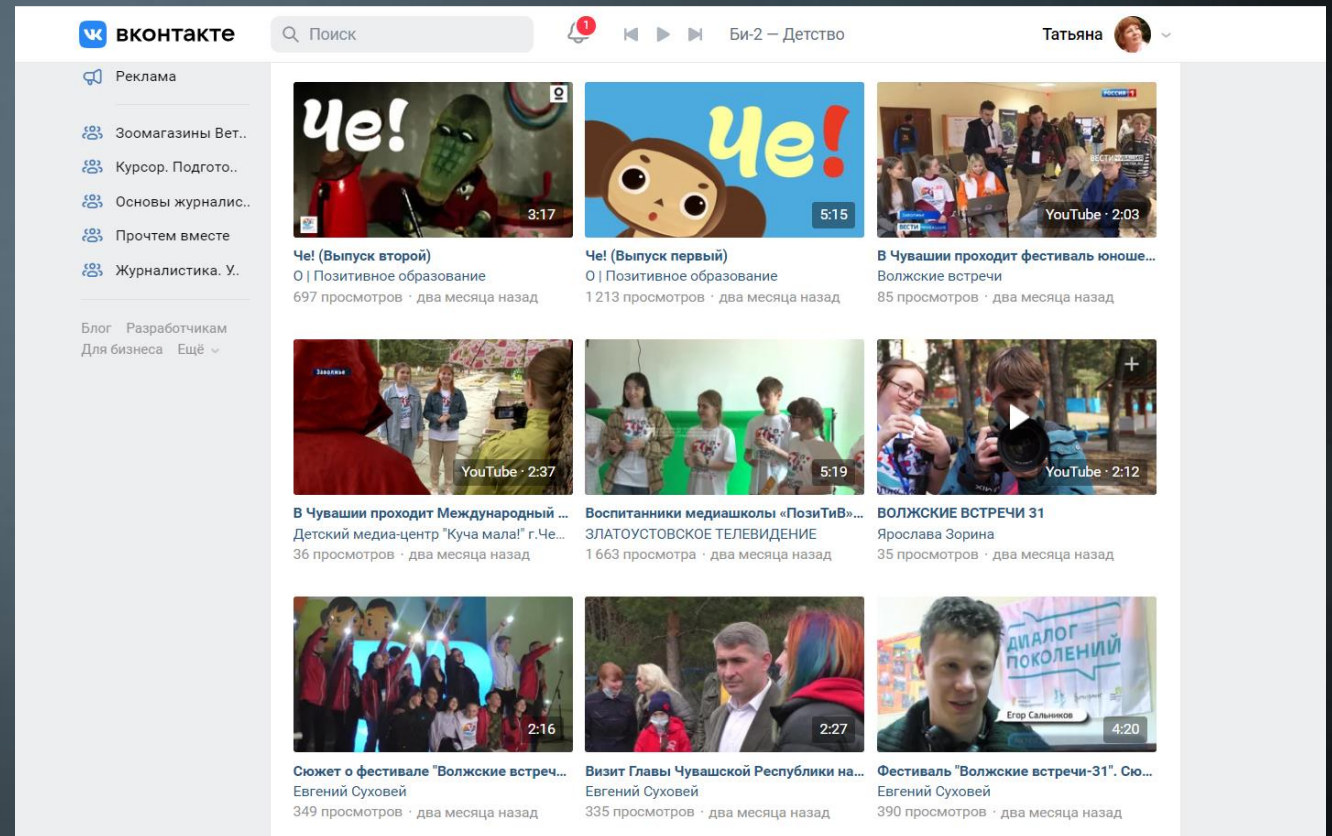 вконтакте
Поиск
1
Би-2 — Детство
Татьяна
Реклама
Зоомагазины Вет..
Курсор. Подгото..
Основы журналис..
Прочтем вместе
Журналистика. У..
Блог Разработчикам
Для бизнеса Ещё
Че!
3:17
Че! (Выпуск второй)
О | Позитивное образование
697 просмотров · два месяца назад
Че!
5:15
Че! (Выпуск первый)
О | Позитивное образование
1 213 просмотров · два месяца назад
РОССИЯ 1
ВЕСТИ
YouTube · 2:03
В Чувашии проходит фестиваль юноше...
Волжские встречи
85 просмотров · два месяца назад
Заволжье
YouTube · 2:37
В Чувашии проходит Международный ...
Детский медиа-центр "Куча мала!" г.Че...
36 просмотров · два месяца назад
5:19
Воспитанники медиашколы «ПозиТиВ»...
ЗЛАТОУСТОВСКОЕ ТЕЛЕВИДЕНИЕ
1 663 просмотра · два месяца назад
YouTube · 2:12
ВОЛЖСКИЕ ВСТРЕЧИ 31
Ярослава Зорина
35 просмотров · два месяца назад
2:16
Сюжет о фестивале "Волжские встреч...
Евгений Суховей
349 просмотров · два месяца назад
2:27
Визит Главы Чувашской Республики на...
Евгений Суховей
335 просмотров · два месяца назад
ДИАЛОГ
ПОКОЛЕНИЙ
Егор Сальников
4:20
Фестиваль "Волжские встречи-31". Сю...
Евгений Суховей
390 просмотров · два месяца назад